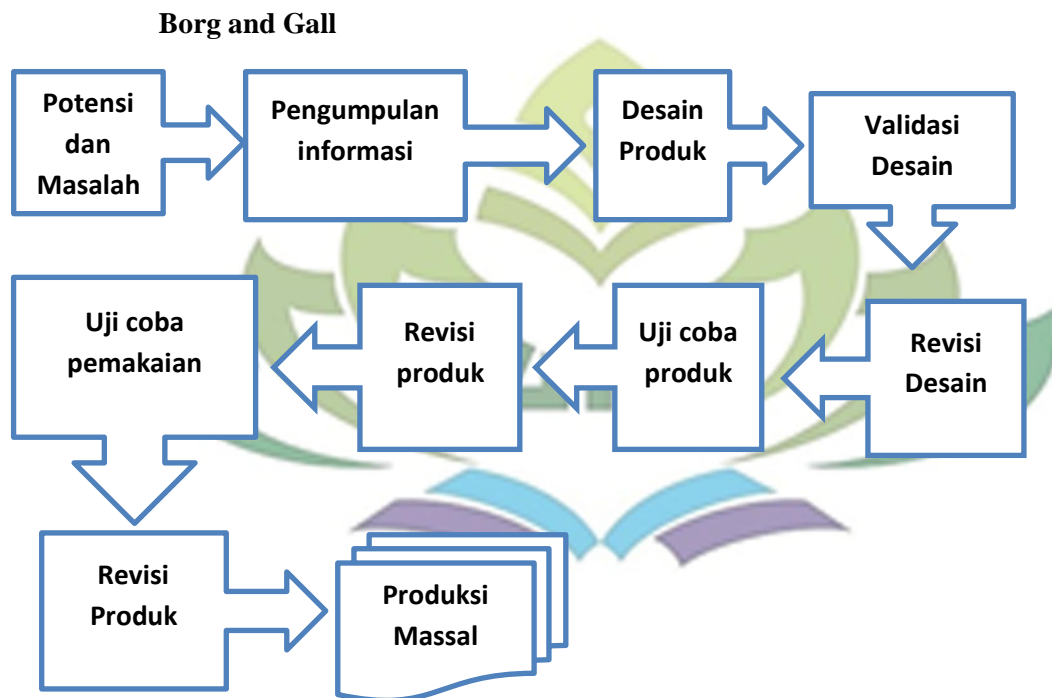 Borg and Gall
Potensi
dan
Masalah
Pengumpulan
informasi
Desain
Produk
Validasi
Desain
Revisi
Desain
Uji coba
produk
Revisi
produk
Uji coba
pemakaian
Revisi
Produk
Produksi
Massal